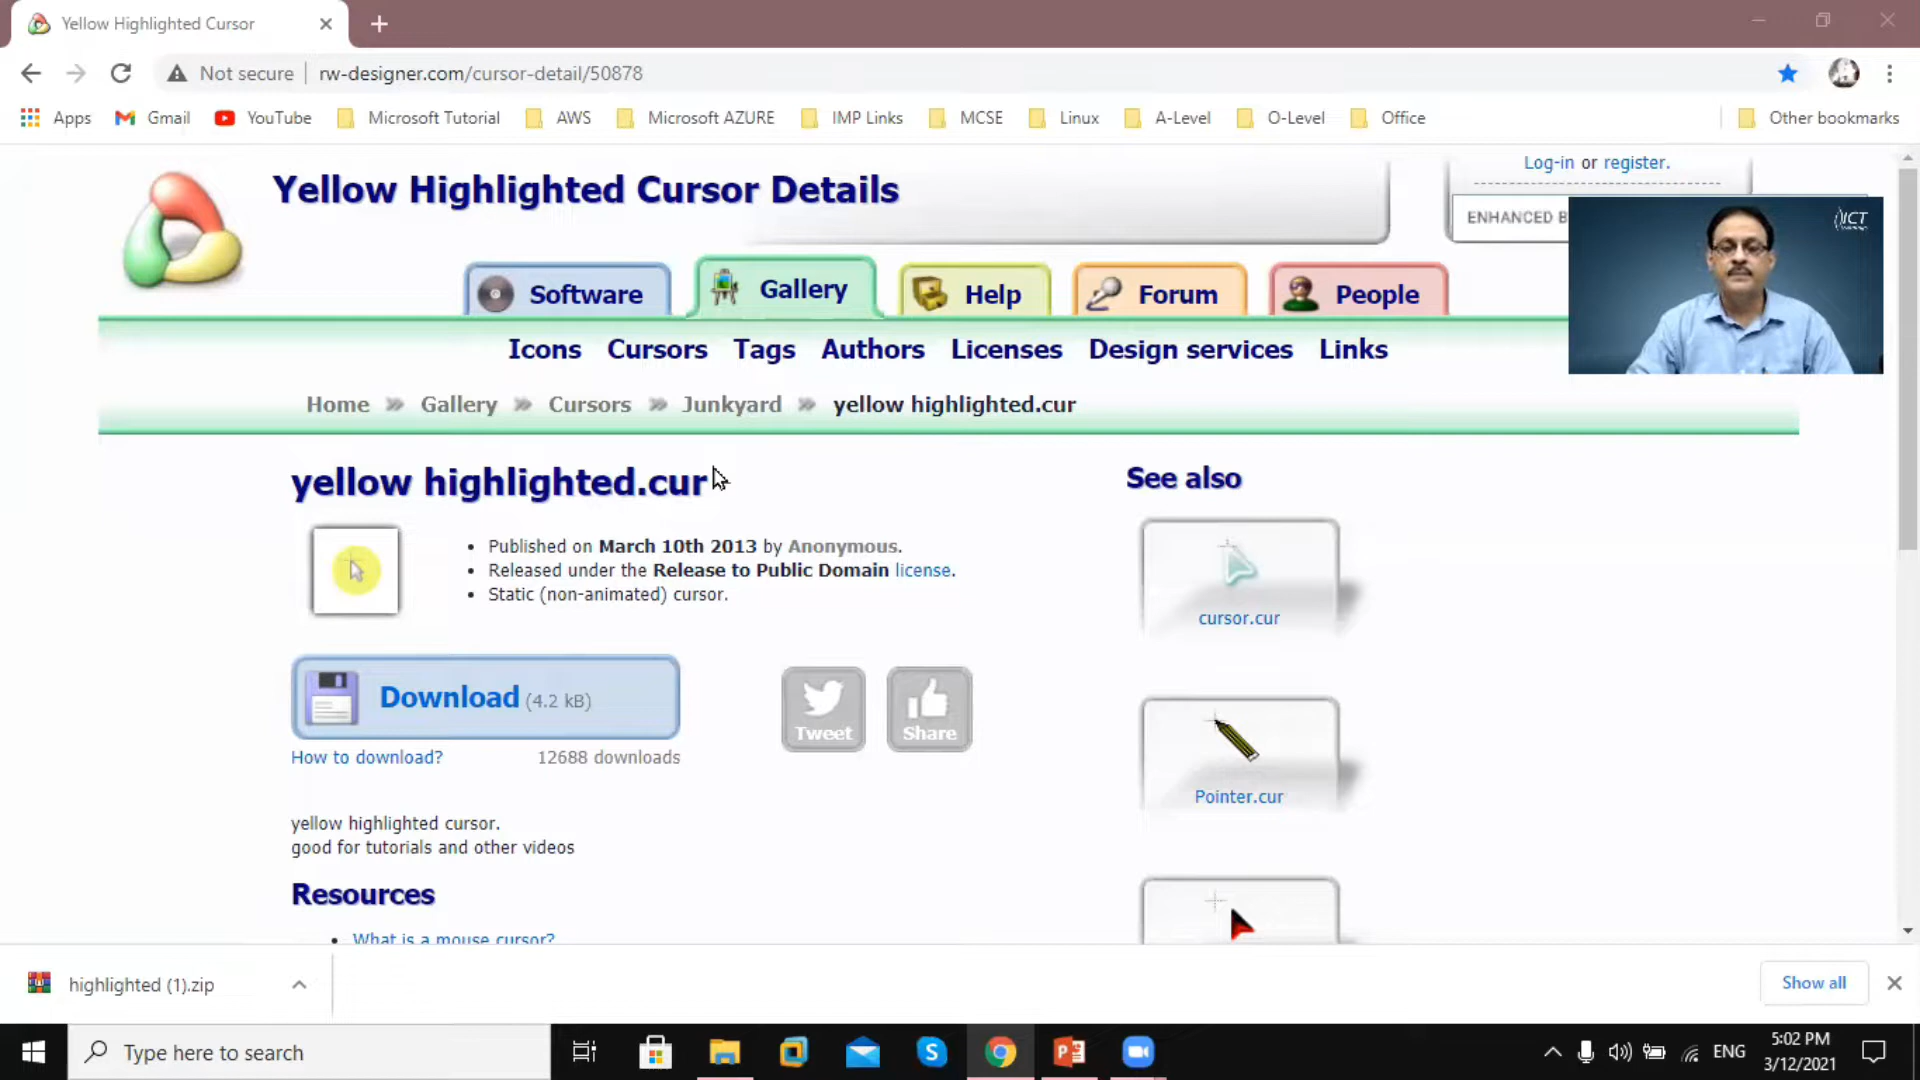 Yellow Highlighted Cursor
Not secure rw-designer.com/cursor-detail/50878
Apps Gmail YouTube Microsoft Tutorial AWS Microsoft AZURE IMP Links MCSE Linux A-Level O-Level Office Other bookmarks
Log-in or register.
Yellow Highlighted Cursor Details
ENHANCED B
ICT
Software Gallery Help Forum People
Icons Cursors Tags Authors Licenses Design services Links
Home » Gallery » Cursors » Junkyard » yellow highlighted.cur
yellow highlighted.cur
See also
• Published on March 10th 2013 by Anonymous.
• Released under the Release to Public Domain license.
• Static (non-animated) cursor.
cursor.cur
Download (4.2 kB)
Tweet
Share
How to download? 12688 downloads
Pointer.cur
yellow highlighted cursor.
good for tutorials and other videos
Resources
• What is a mouse cursor?
highlighted (1).zip
Show all
Type here to search
ENG
5:02 PM
3/12/2021